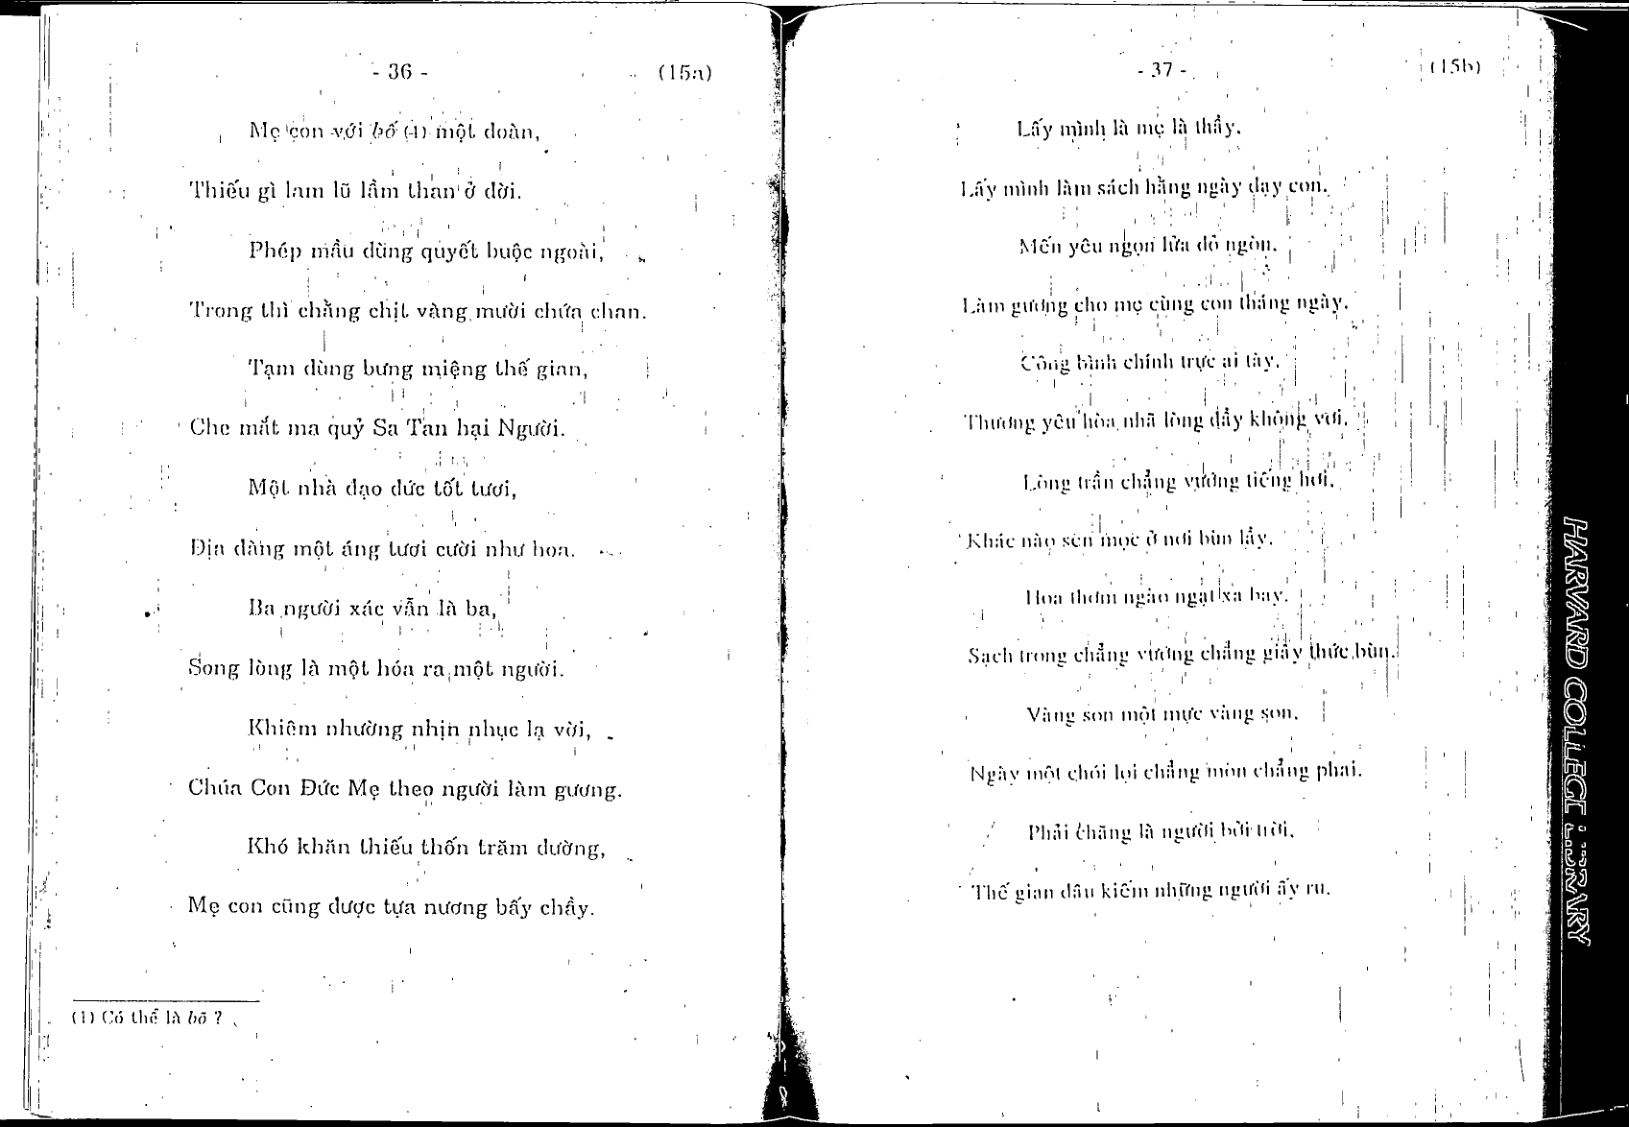 - 36 - (15a)
Mẹ con với bố (1) một đoàn,
Thiếu gì lam lũ lầm than ở đời.
Phép mầu dùng quyết buộc ngoài,
Trong thì chằng chịt vàng mười chứa chan.
Tạm dùng bưng miệng thế gian,
Che mắt ma quỷ Sa Tan hại Người.
Một nhà đạo đức tốt tươi,
Dịa dàng một áng tươi cười như hoa.
Ba người xác vẫn là ba,
Song lòng là một hóa ra một người.
Khiêm nhường nhịn nhục lạ vời,
Chúa Con Đức Mẹ theo người làm gương.
Khó khăn thiếu thốn trăm đường,
Mẹ con cũng được tựa nương bấy chầy.
(1) Có thể là bõ ?
- 37 - (15b)
Lấy mình là mẹ là thầy.
Lấy mình làm sách hằng ngày dạy con.
Mến yêu ngọn lửa đỏ ngòn.
Làm gương cho mẹ cùng con tháng ngày.
Công bình chính trực ai tày.
Thương yêu hòa nhã lòng đầy không vơi.
Lòng trần chẳng vướng tiếng hơi.
Khác nào sen mọc ở nơi bùn lầy.
Hoa thơm ngào ngạt xa bay.
Sạch trong chẳng vướng chẳng giây thức bùn.
Vàng son một mực vàng son.
Ngày một chói lọi chẳng mòn chẳng phai.
Phải chăng là người bởi trời.
Thế gian đâu kiếm những người ấy ru.
HARVARD COLLEGE LIBRARY